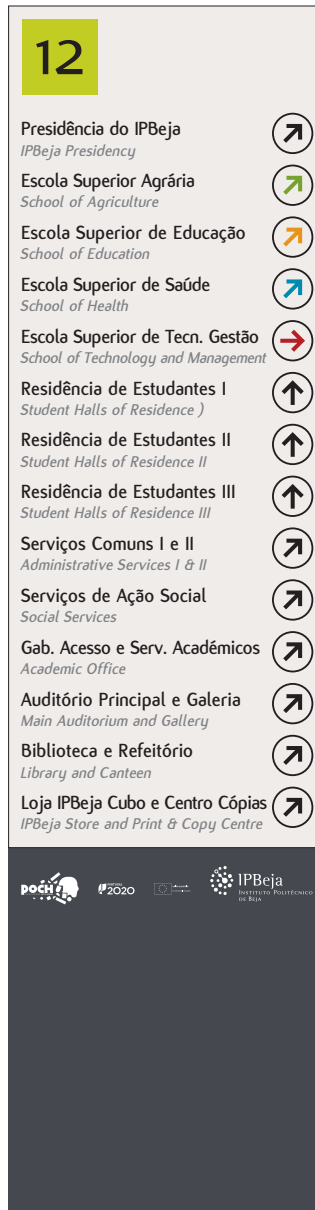 12
Presidência do IPBeja
IPBeja Presidency
Escola Superior Agrária
School of Agriculture
Escola Superior de Educação
School of Education
Escola Superior de Saúde
School of Health
Escola Superior de Tecn. Gestão
School of Technology and Management
Residência de Estudantes I
Student Halls of Residence )
Residência de Estudantes II
Student Halls of Residence II
Residência de Estudantes III
Student Halls of Residence III
Serviços Comuns I e II
Administrative Services I & II
Serviços de Ação Social
Social Services
Gab. Acesso e Serv. Académicos
Academic Office
Auditório Principal e Galeria
Main Auditorium and Gallery
Biblioteca e Refeitório
Library and Canteen
Loja IPBeja Cubo e Centro Cópias
IPBeja Store and Print & Copy Centre
POCH
2020
IPBeja
Instituto Politécnico
de Beja